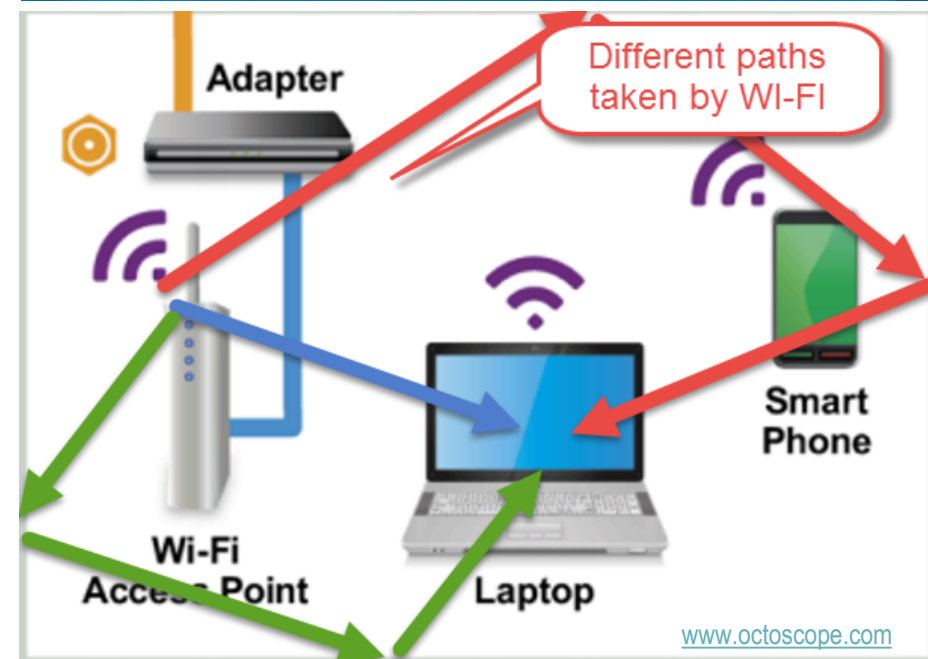 Different paths
taken by WI-FI
Adapter
Smart
Phone
Wi-Fi
Access Point
Laptop
www.octoscope.com